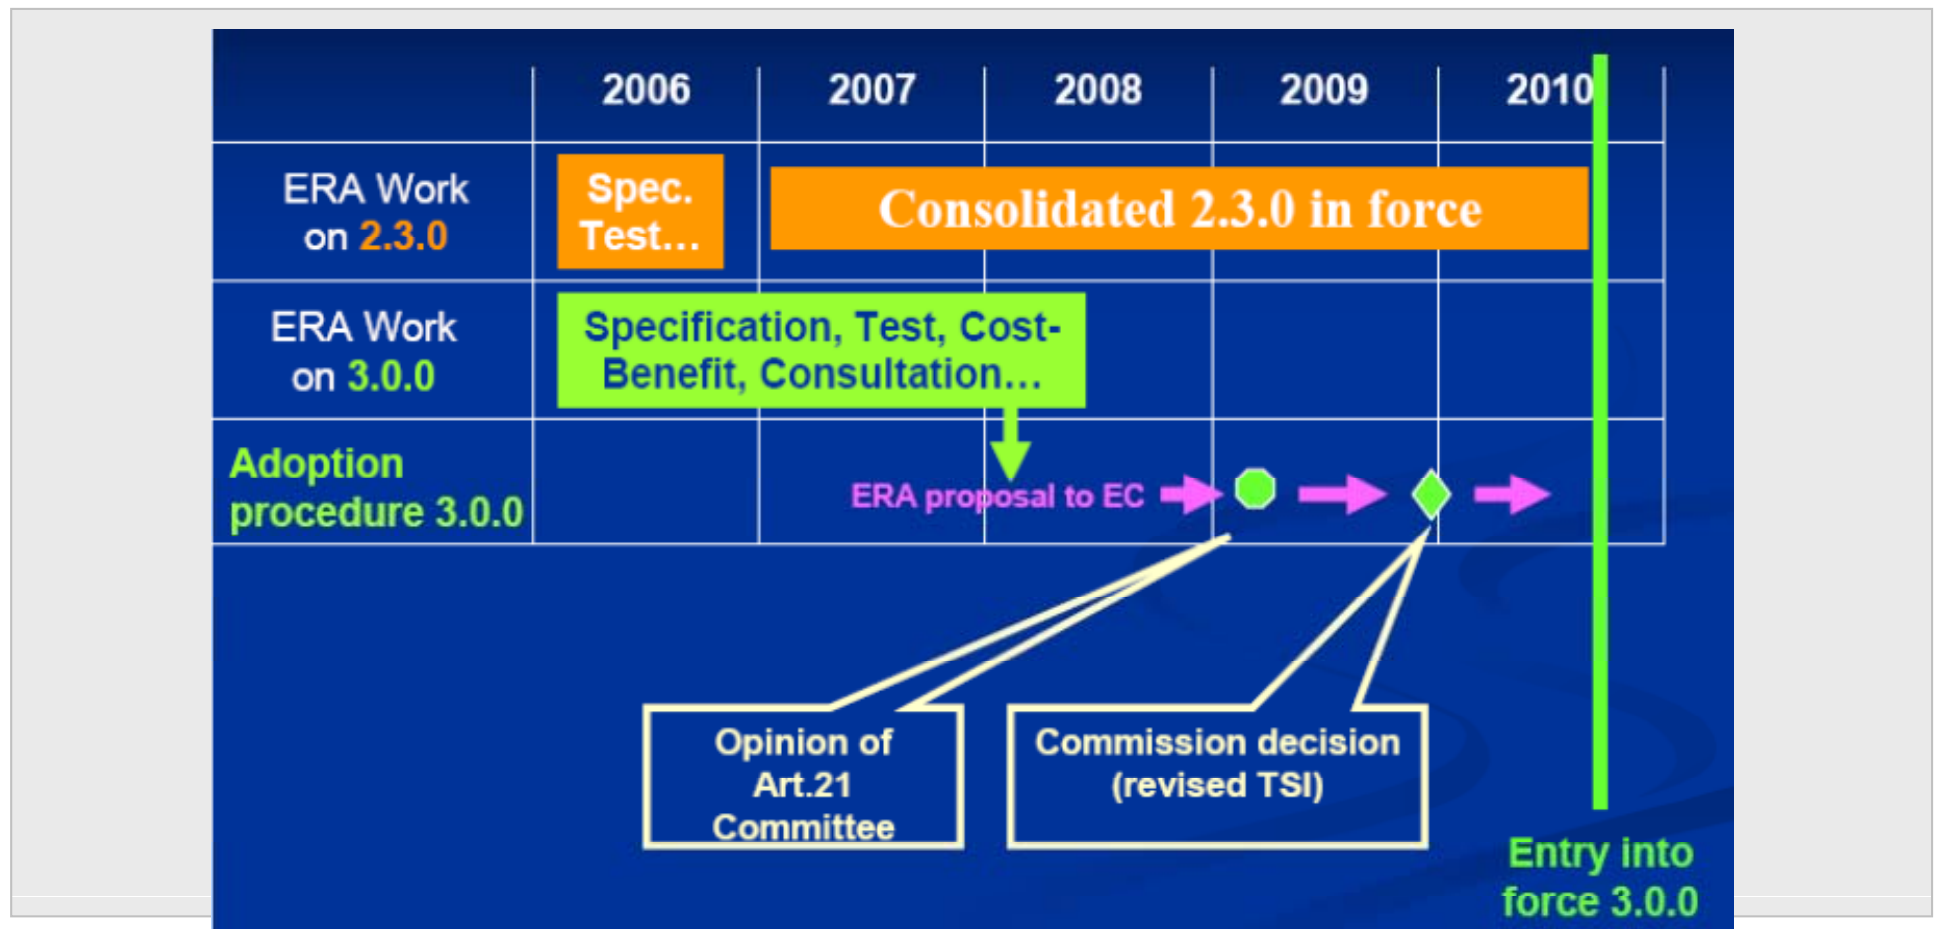 2006 2007 2008 2009 2010
ERA Work
on 2.3.0
Spec.
Test...
Consolidated 2.3.0 in force
ERA Work
on 3.0.0
Specification, Test, Cost-
Benefit, Consultation...
Adoption
procedure 3.0.0
ERA proposal to EC
Opinion of
Art.21
Committee
Commission decision
(revised TSI)
Entry into
force 3.0.0